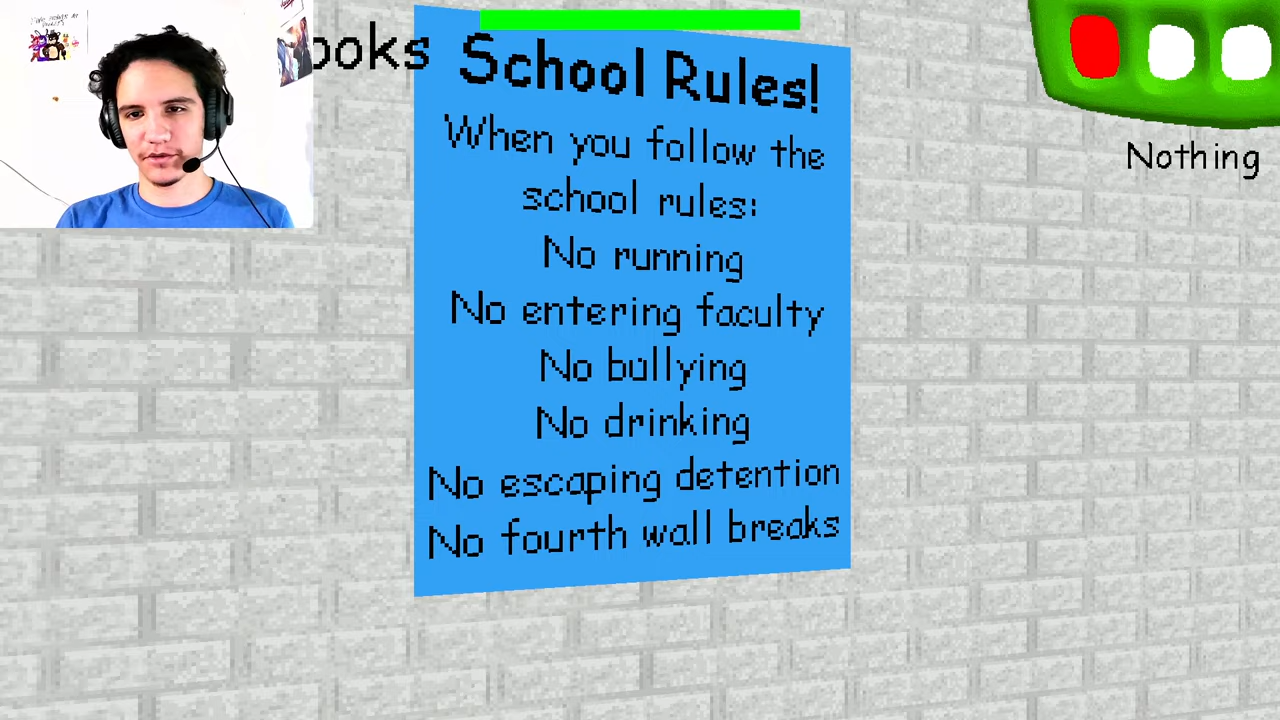 ooks
School Rules!
When you follow the
school rules:
No running
No entering faculty
No bullying
No drinking
No escaping detention
No fourth wall breaks
Nothing